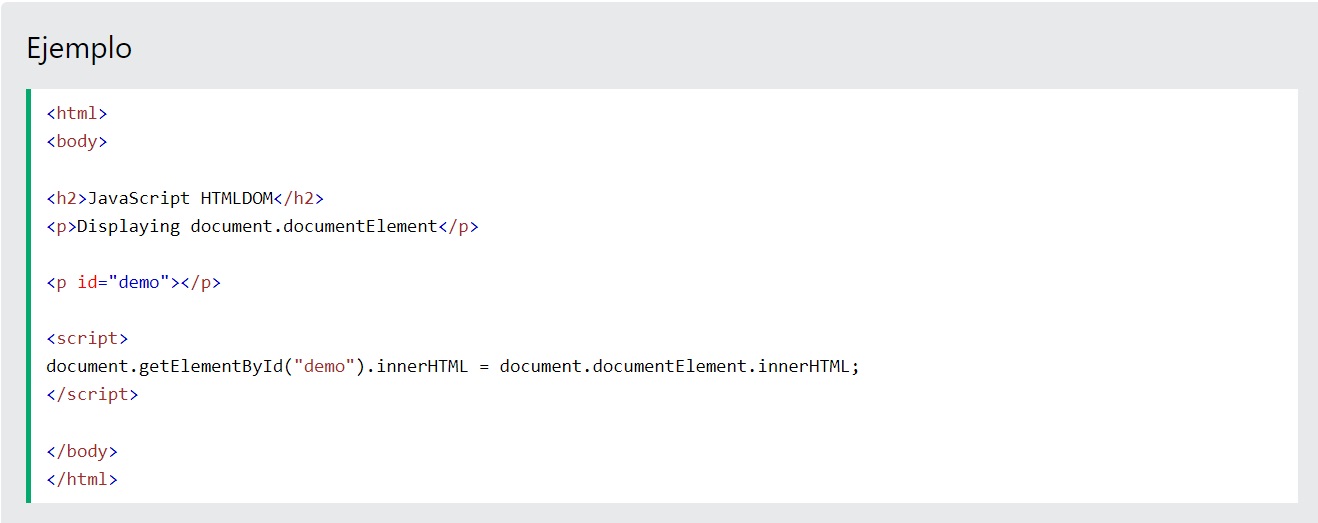 Ejemplo
<html>
<body>
<h2>JavaScript HTMLDOM</h2>
<p>Displaying document.documentElement</p>
<p id="demo"></p>
<script>
document.getElementById("demo").innerHTML = document.documentElement.innerHTML;
</script>
</body>
</html>